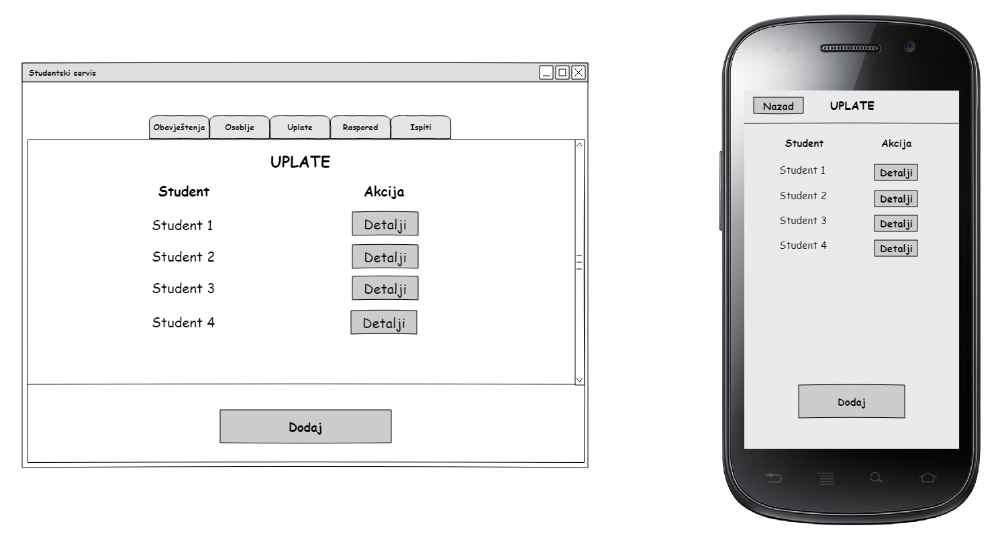 Studentski servis
Obavještenja Osoblje Uplate Raspored Ispiti
UPLATE
Student Akcija
Student 1 Detalji
Student 2 Detalji
Student 3 Detalji
Student 4 Detalji
Dodaj
Nazad UPLATE
Student Akcija
Student 1 Detalji
Student 2 Detalji
Student 3 Detalji
Student 4 Detalji
Dodaj